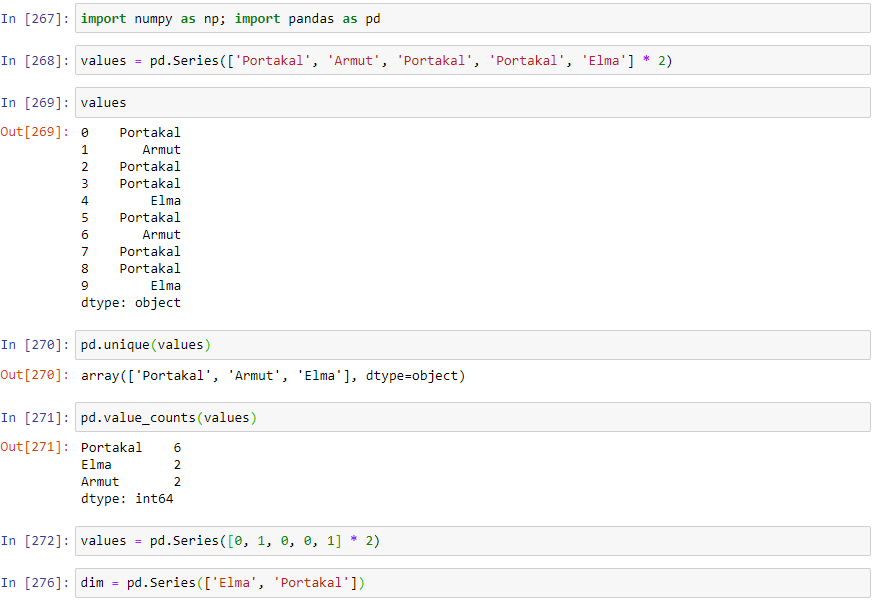 In [267]: import numpy as np; import pandas as pd
In [268]: values = pd.Series(['Portakal', 'Armut', 'Portakal', 'Portakal', 'Elma'] * 2)
In [269]: values
Out[269]: 0    Portakal
1       Armut
2    Portakal
3    Portakal
4        Elma
5    Portakal
6       Armut
7    Portakal
8    Portakal
9        Elma
dtype: object
In [270]: pd.unique(values)
Out[270]: array(['Portakal', 'Armut', 'Elma'], dtype=object)
In [271]: pd.value_counts(values)
Out[271]: Portakal    6
Elma        2
Armut       2
dtype: int64
In [272]: values = pd.Series([0, 1, 0, 0, 1] * 2)
In [276]: dim = pd.Series(['Elma', 'Portakal'])